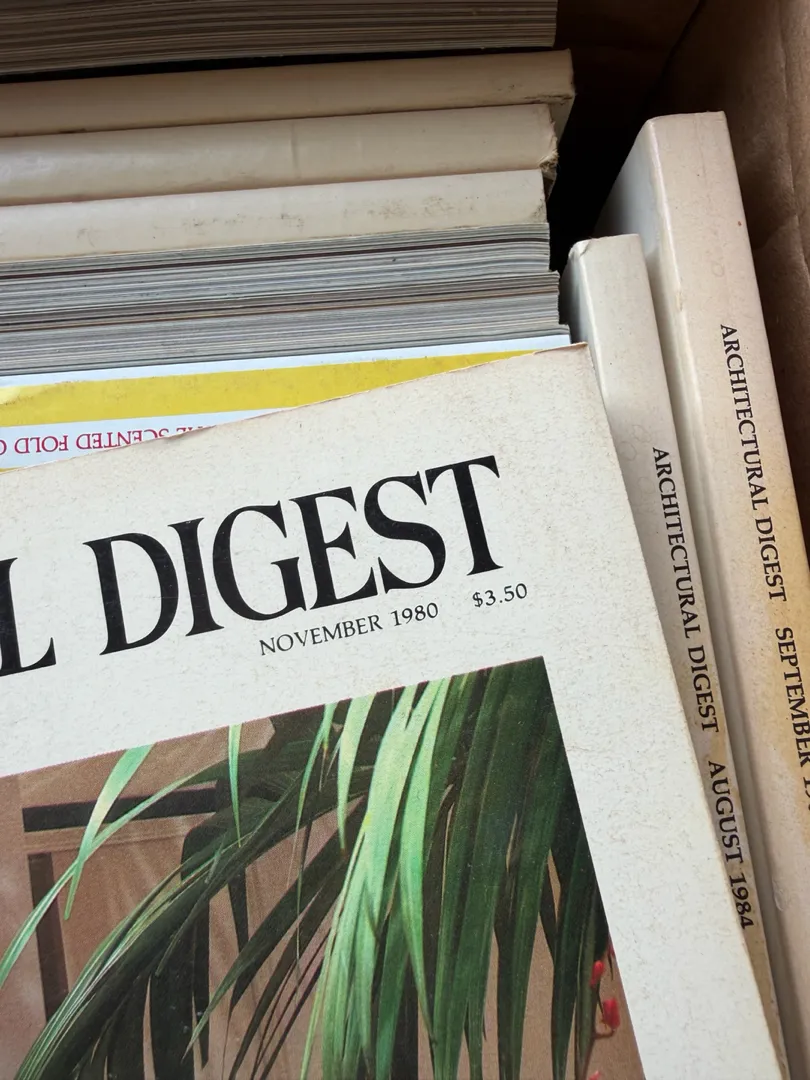 SCENTED FOLD
L DIGEST
NOVEMBER 1980 $3.50
ARCHITECTURAL DIGEST AUGUST 1984
ARCHITECTURAL DIGEST SEPTEMBER